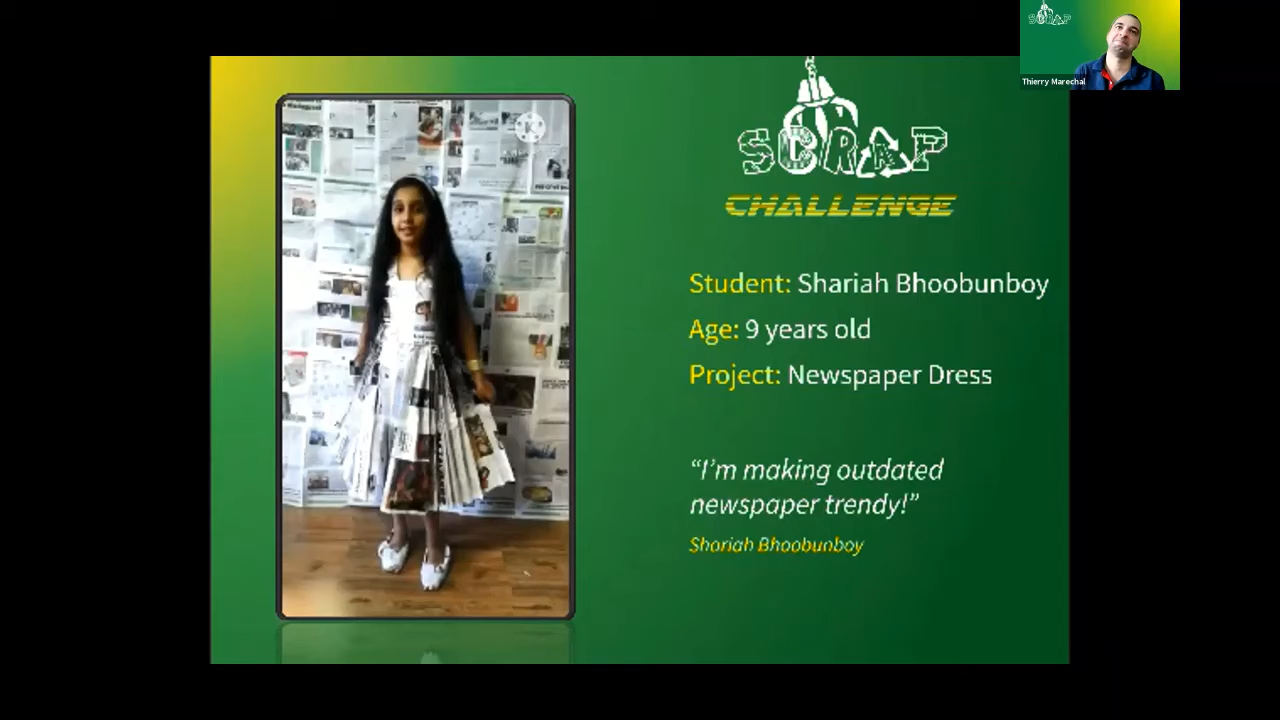 SCRAP
Thierry Marechal
SCRAP
CHALLENGE
Student: Shariah Bhoobunboy
Age: 9 years old
Project: Newspaper Dress
“I’m making outdated
newspaper trendy!”
Shariah Bhoobunboy